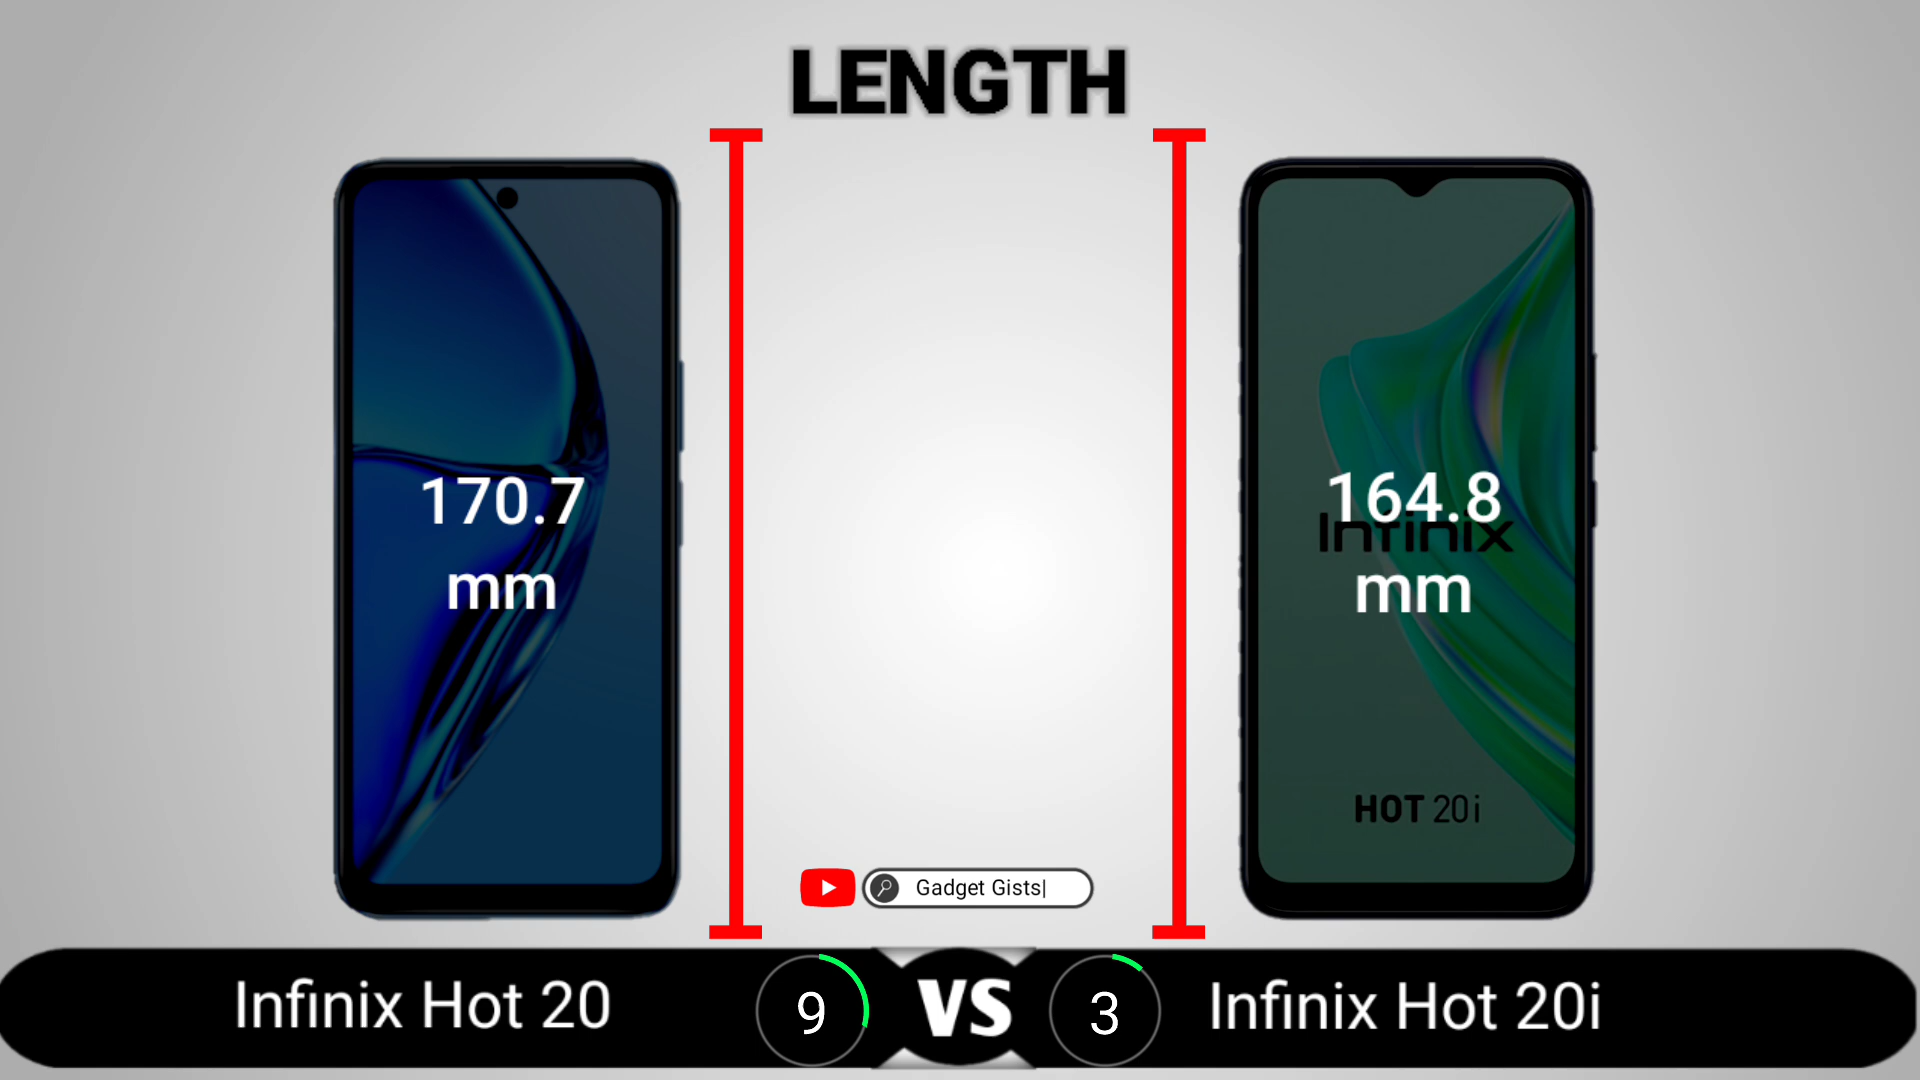 LENGTH
170.7
mm
164.8
mm
Infinix
HOT 20i
Gadget Gists|
Infinix Hot 20
9
VS
3
Infinix Hot 20i